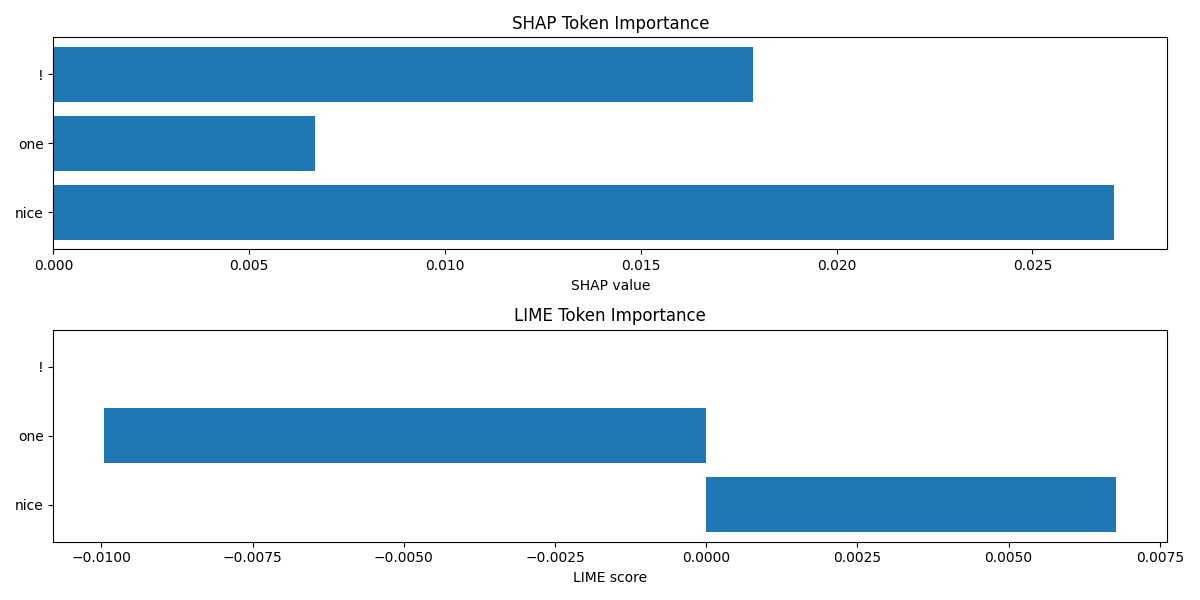 SHAP Token Importance
!
one
nice
0.000 0.005 0.010 0.015 0.020 0.025
SHAP value
LIME Token Importance
!
one
nice
−0.0100 −0.0075 −0.0050 −0.0025 0.0000 0.0025 0.0050 0.0075
LIME score